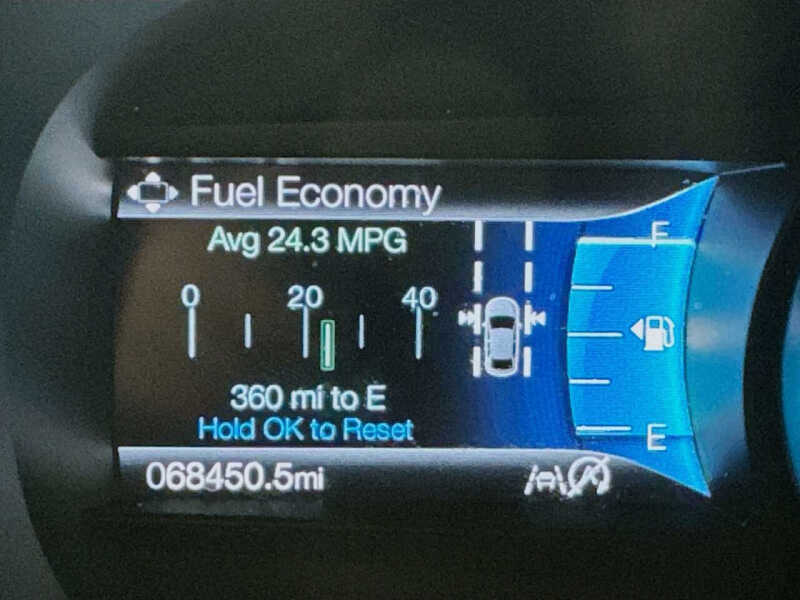 Fuel Economy
Avg 24.3 MPG
F
0 20 40
360 mi to E
Hold OK to Reset
E
068450.5mi